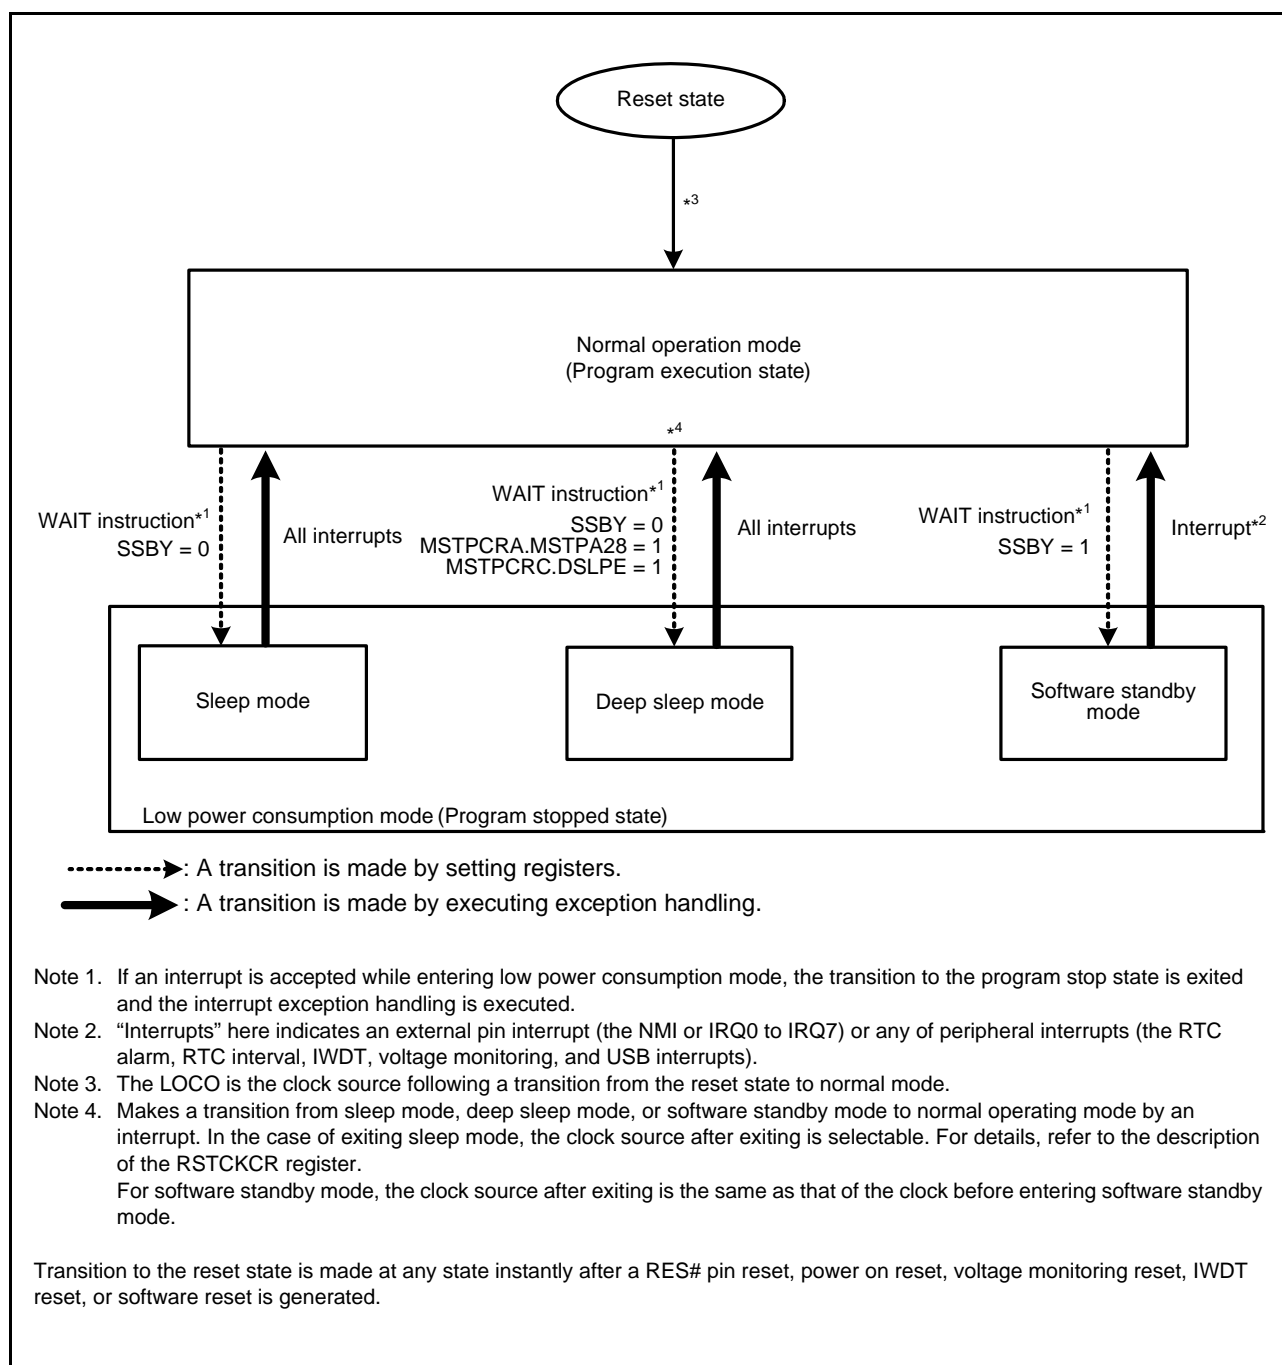 Reset state
*3
Normal operation mode
(Program execution state)
*4
WAIT instruction*1
SSBY = 0
All interrupts
WAIT instruction*1
SSBY = 0
MSTPCRA.MSTPA28 = 1
MSTPCRC.DSLPE = 1
All interrupts
WAIT instruction*1
SSBY = 1
Interrupt*2
Sleep mode
Deep sleep mode
Software standby
mode
Low power consumption mode (Program stopped state)
: A transition is made by setting registers.
: A transition is made by executing exception handling.
Note 1. If an interrupt is accepted while entering low power consumption mode, the transition to the program stop state is exited
and the interrupt exception handling is executed.
Note 2. “Interrupts” here indicates an external pin interrupt (the NMI or IRQ0 to IRQ7) or any of peripheral interrupts (the RTC
alarm, RTC interval, IWDT, voltage monitoring, and USB interrupts).
Note 3. The LOCO is the clock source following a transition from the reset state to normal mode.
Note 4. Makes a transition from sleep mode, deep sleep mode, or software standby mode to normal operating mode by an
interrupt. In the case of exiting sleep mode, the clock source after exiting is selectable. For details, refer to the description
of the RSTCKCR register.
For software standby mode, the clock source after exiting is the same as that of the clock before entering software standby
mode.
Transition to the reset state is made at any state instantly after a RES# pin reset, power on reset, voltage monitoring reset, IWDT
reset, or software reset is generated.